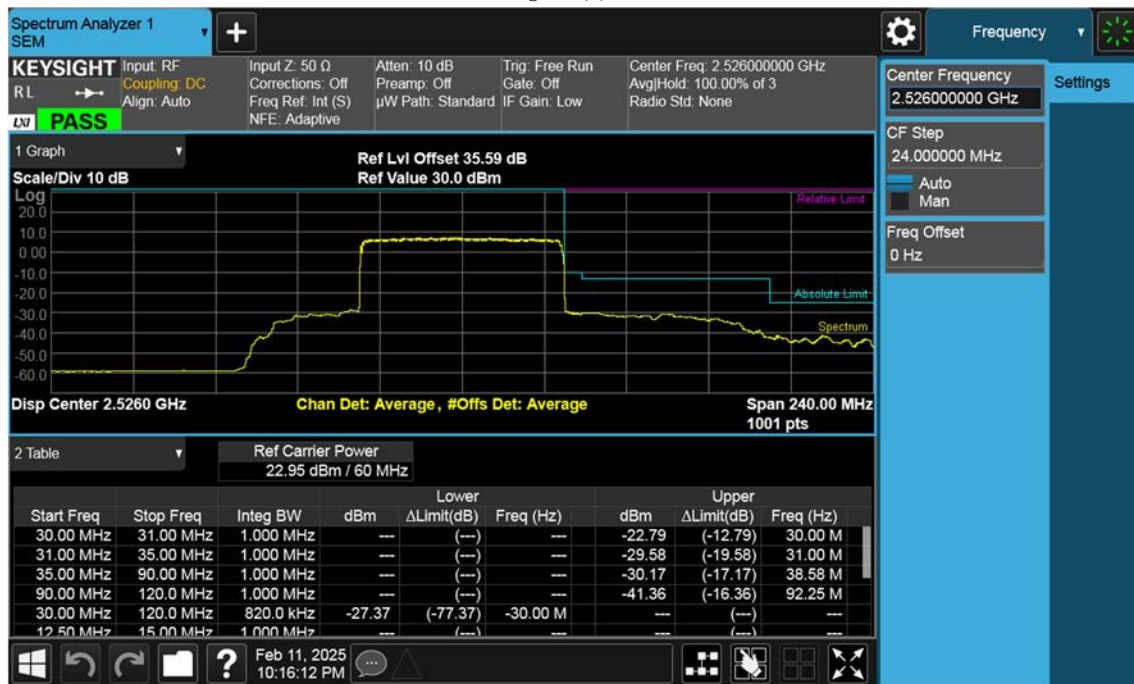 Spectrum Analyzer 1
SEM
Frequency
KEYSIGHT
RL
LXI
PASS
Input: RF
Coupling: DC
Align: Auto
Input Z: 50 Ω
Corrections: Off
Freq Ref: Int (S)
NFE: Adaptive
Atten: 10 dB
Preamp: Off
µW Path: Standard
Trig: Free Run
Gate: Off
IF Gain: Low
Center Freq: 2.526000000 GHz
Avg|Hold: 100.00% of 3
Radio Std: None
Center Frequency
2.526000000 GHz
Settings
CF Step
24.000000 MHz
Auto
Man
Freq Offset
0 Hz
1 Graph
Scale/Div 10 dB
Ref Lvl Offset 35.59 dB
Ref Value 30.0 dBm
Log
20.0
10.0
0.00
-10.0
-20.0
-30.0
-40.0
-50.0
-60.0
Relative Limit
Absolute Limit
Spectrum
Disp Center 2.5260 GHz
Chan Det: Average, #Offs Det: Average
Span 240.00 MHz
1001 pts
2 Table
Ref Carrier Power
22.95 dBm / 60 MHz
Lower Upper
Start Freq Stop Freq Integ BW dBm ΔLimit(dB) Freq (Hz) dBm ΔLimit(dB) Freq (Hz)
30.00 MHz 31.00 MHz 1.000 MHz --- (---) --- -22.79 (-12.79) 30.00 M
31.00 MHz 35.00 MHz 1.000 MHz --- (---) --- -29.58 (-19.58) 31.00 M
35.00 MHz 90.00 MHz 1.000 MHz --- (---) --- -30.17 (-17.17) 38.58 M
90.00 MHz 120.0 MHz 1.000 MHz --- (---) --- -41.36 (-16.36) 92.25 M
30.00 MHz 120.0 MHz 820.0 kHz -27.37 (-77.37) -30.00 M --- (---) ---
12.50 MHz 15.00 MHz 1.000 MHz --- (---) --- --- (---) ---
Feb 11, 2025
10:16:12 PM